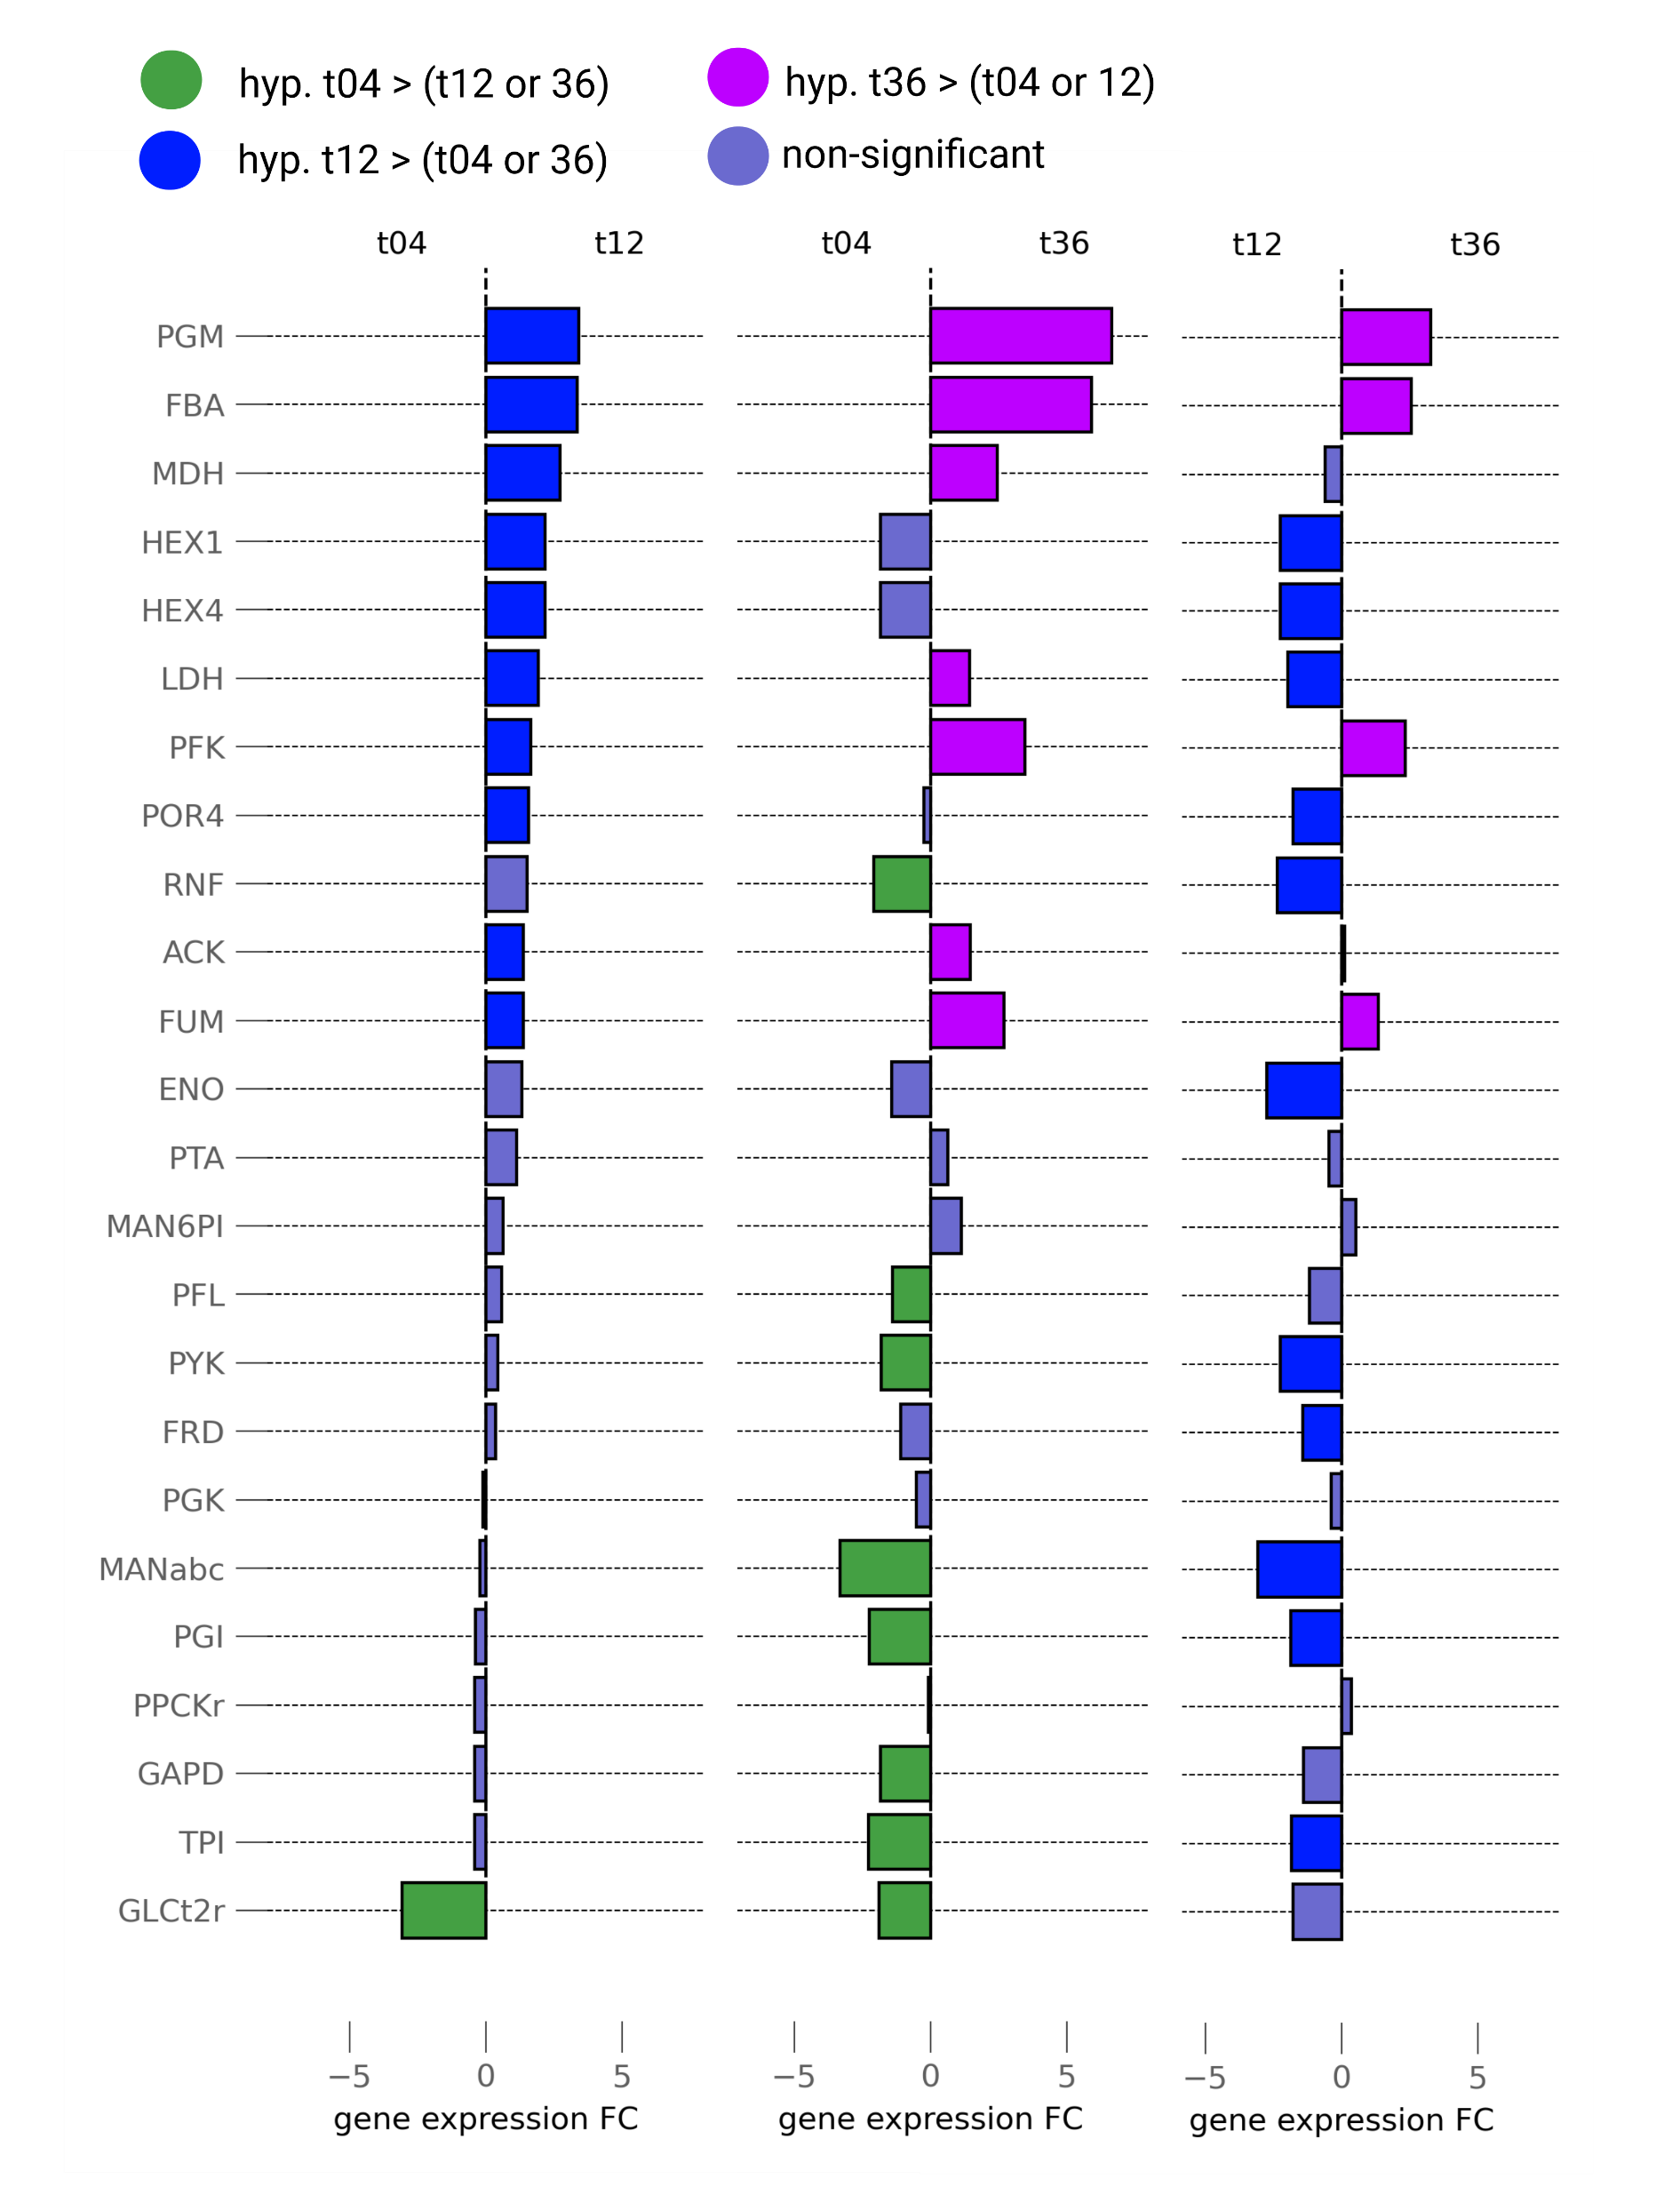 hyp. t04 > (t12 or 36)
hyp. t36 > (t04 or 12)
hyp. t12 > (t04 or 36)
non-significant
t04 t12 t04 t36 t12 t36
PGM
FBA
MDH
HEX1
HEX4
LDH
PFK
POR4
RNF
ACK
FUM
ENO
PTA
MAN6PI
PFL
PYK
FRD
PGK
MANabc
PGI
PPCKr
GAPD
TPI
GLCt2r
−5 0 5 −5 0 5 −5 0 5
gene expression FC gene expression FC gene expression FC